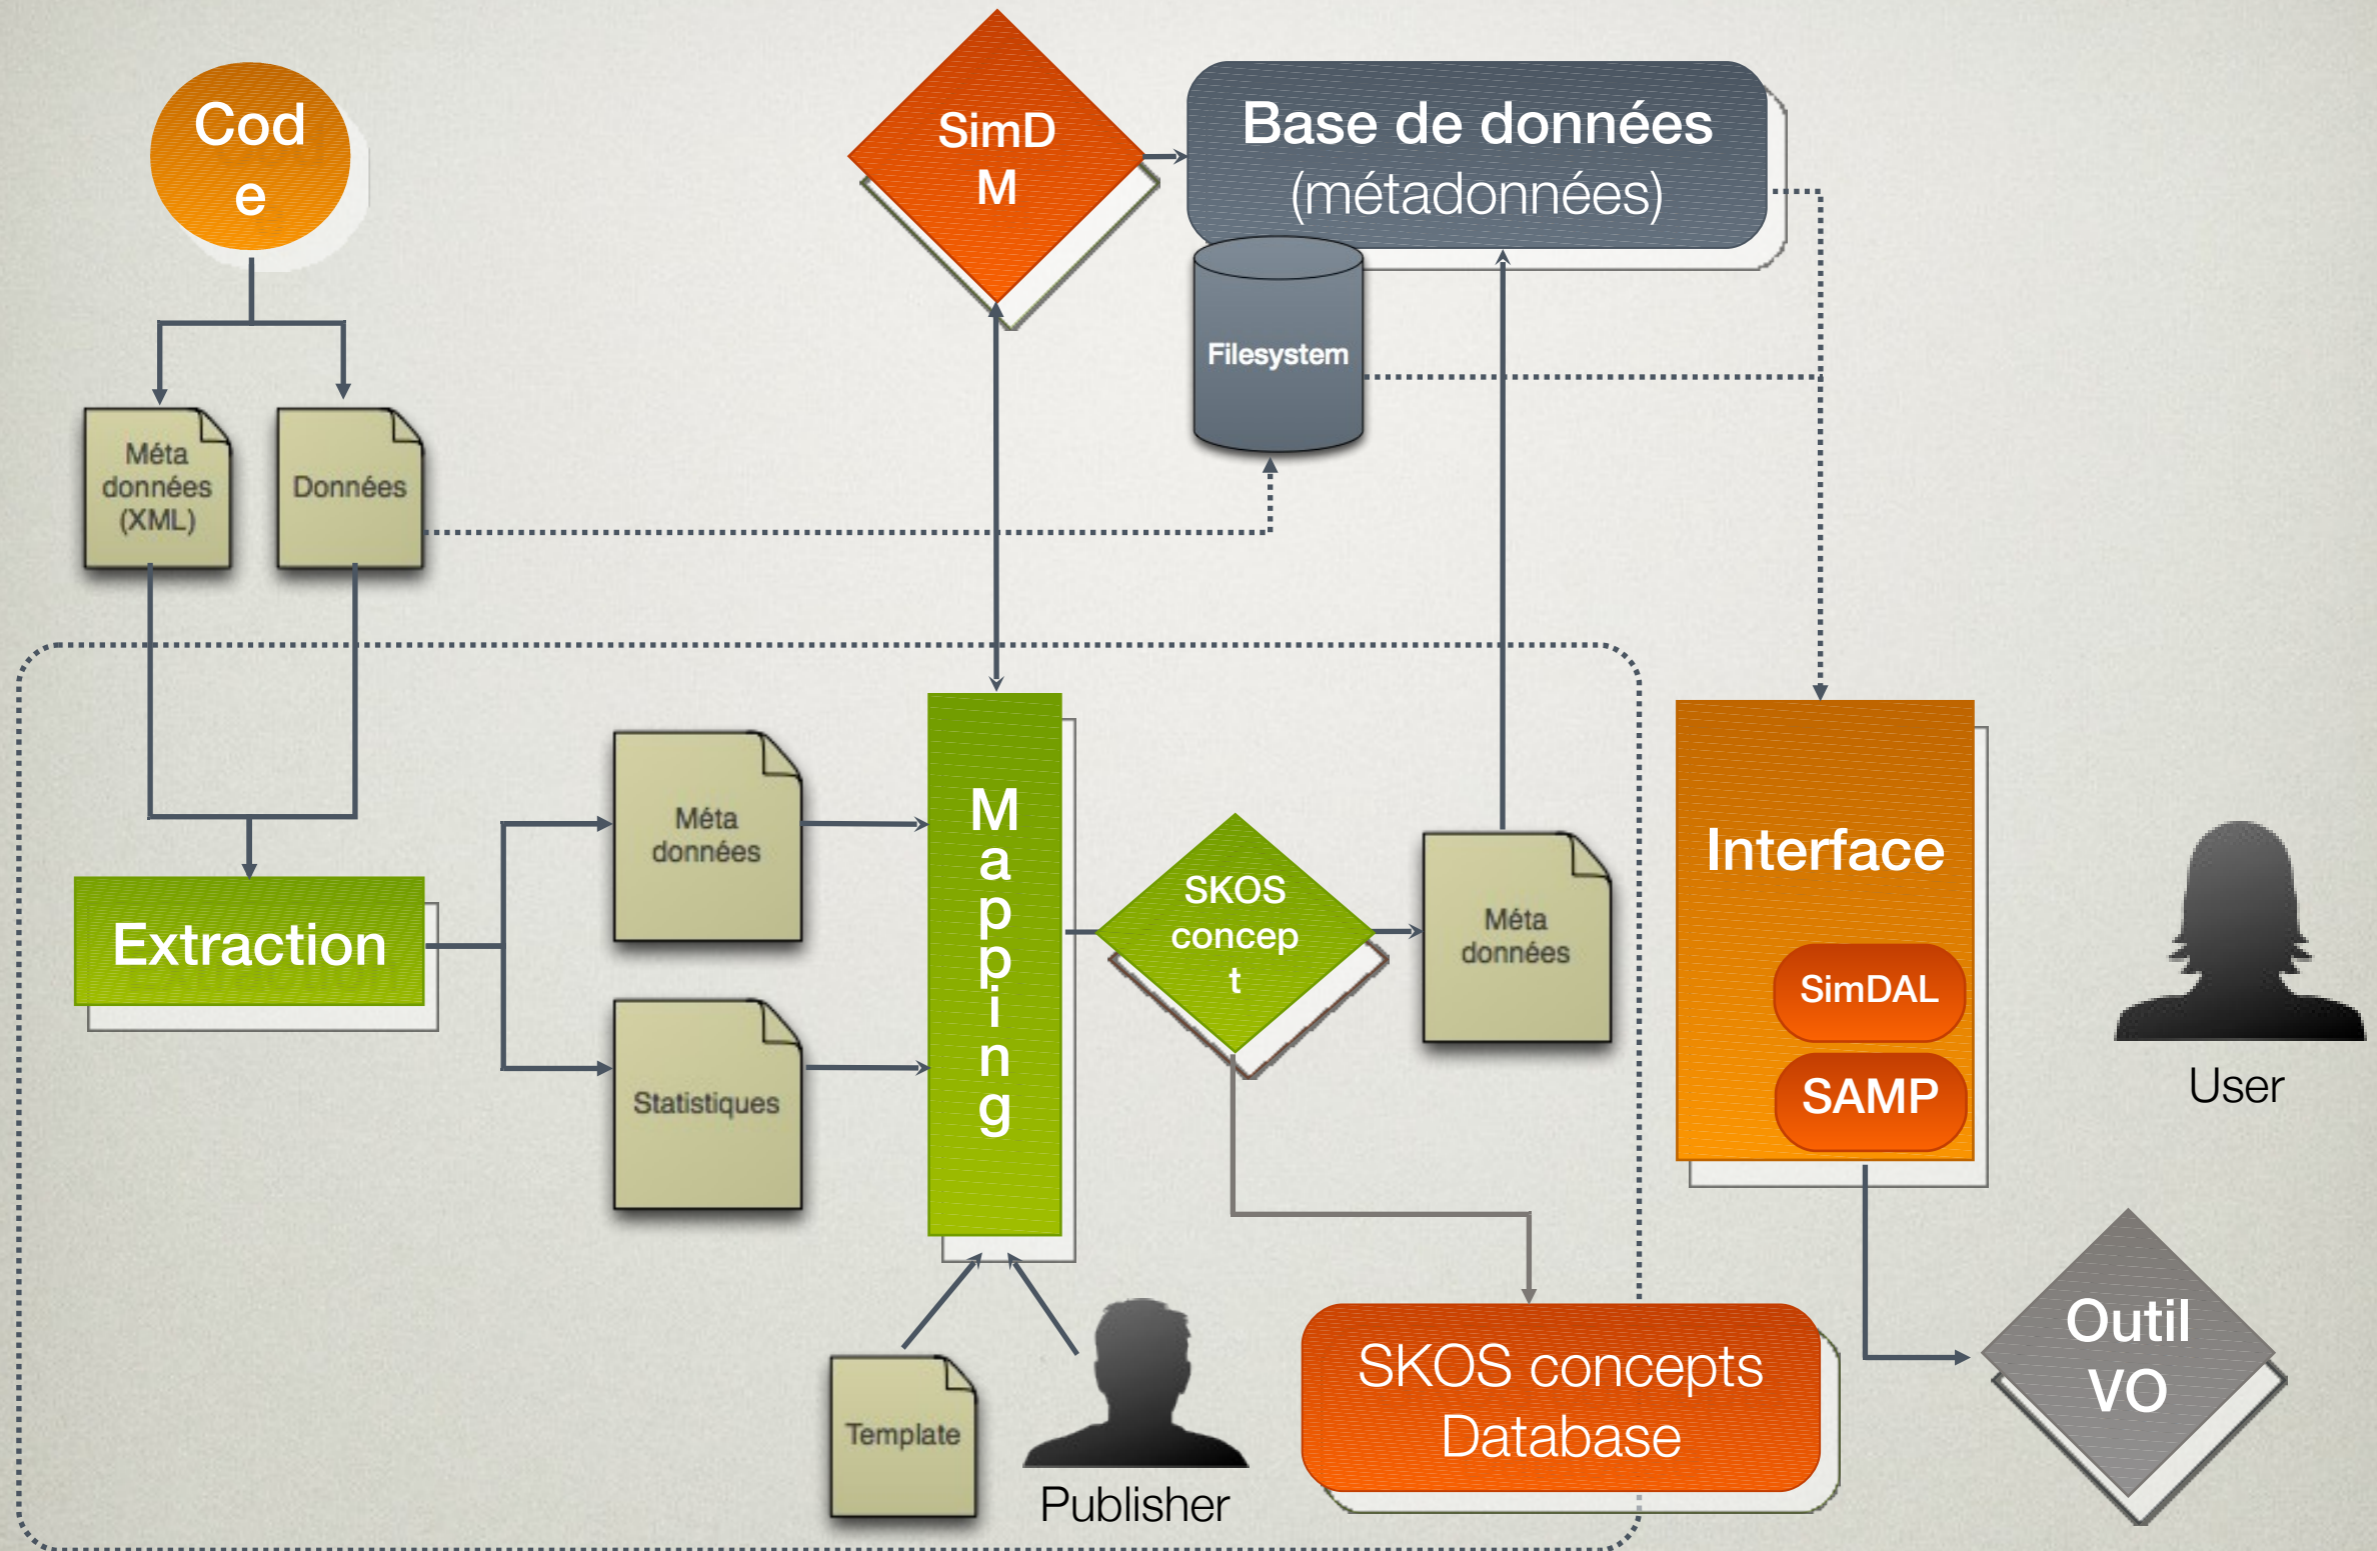 Cod
e
SimD
M
Base de données
(métadonnées)
Filesystem
Méta
données
(XML)
Données
Extraction
Méta
données
Statistiques
M
a
p
p
i
n
g
SKOS
concep
t
Méta
données
Interface
SimDAL
SAMP
User
Template
Publisher
SKOS concepts
Database
Outil
VO